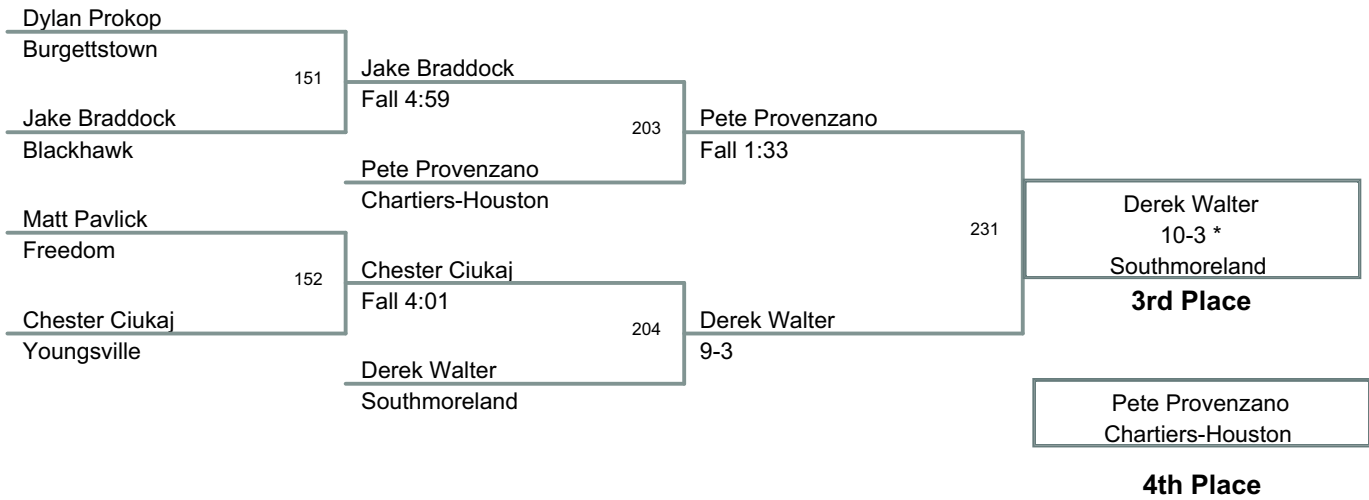 Dylan Prokop
Burgettstown
151
Jake Braddock
Blackhawk
Jake Braddock
Fall 4:59
203
Pete Provenzano
Chartiers-Houston
Matt Pavlick
Freedom
152
Chester Ciukaj
Youngsville
Chester Ciukaj
Fall 4:01
204
Derek Walter
Southmoreland
Pete Provenzano
Fall 1:33
231
Derek Walter
9-3
Derek Walter
10-3 *
Southmoreland
3rd Place
Pete Provenzano
Chartiers-Houston
4th Place